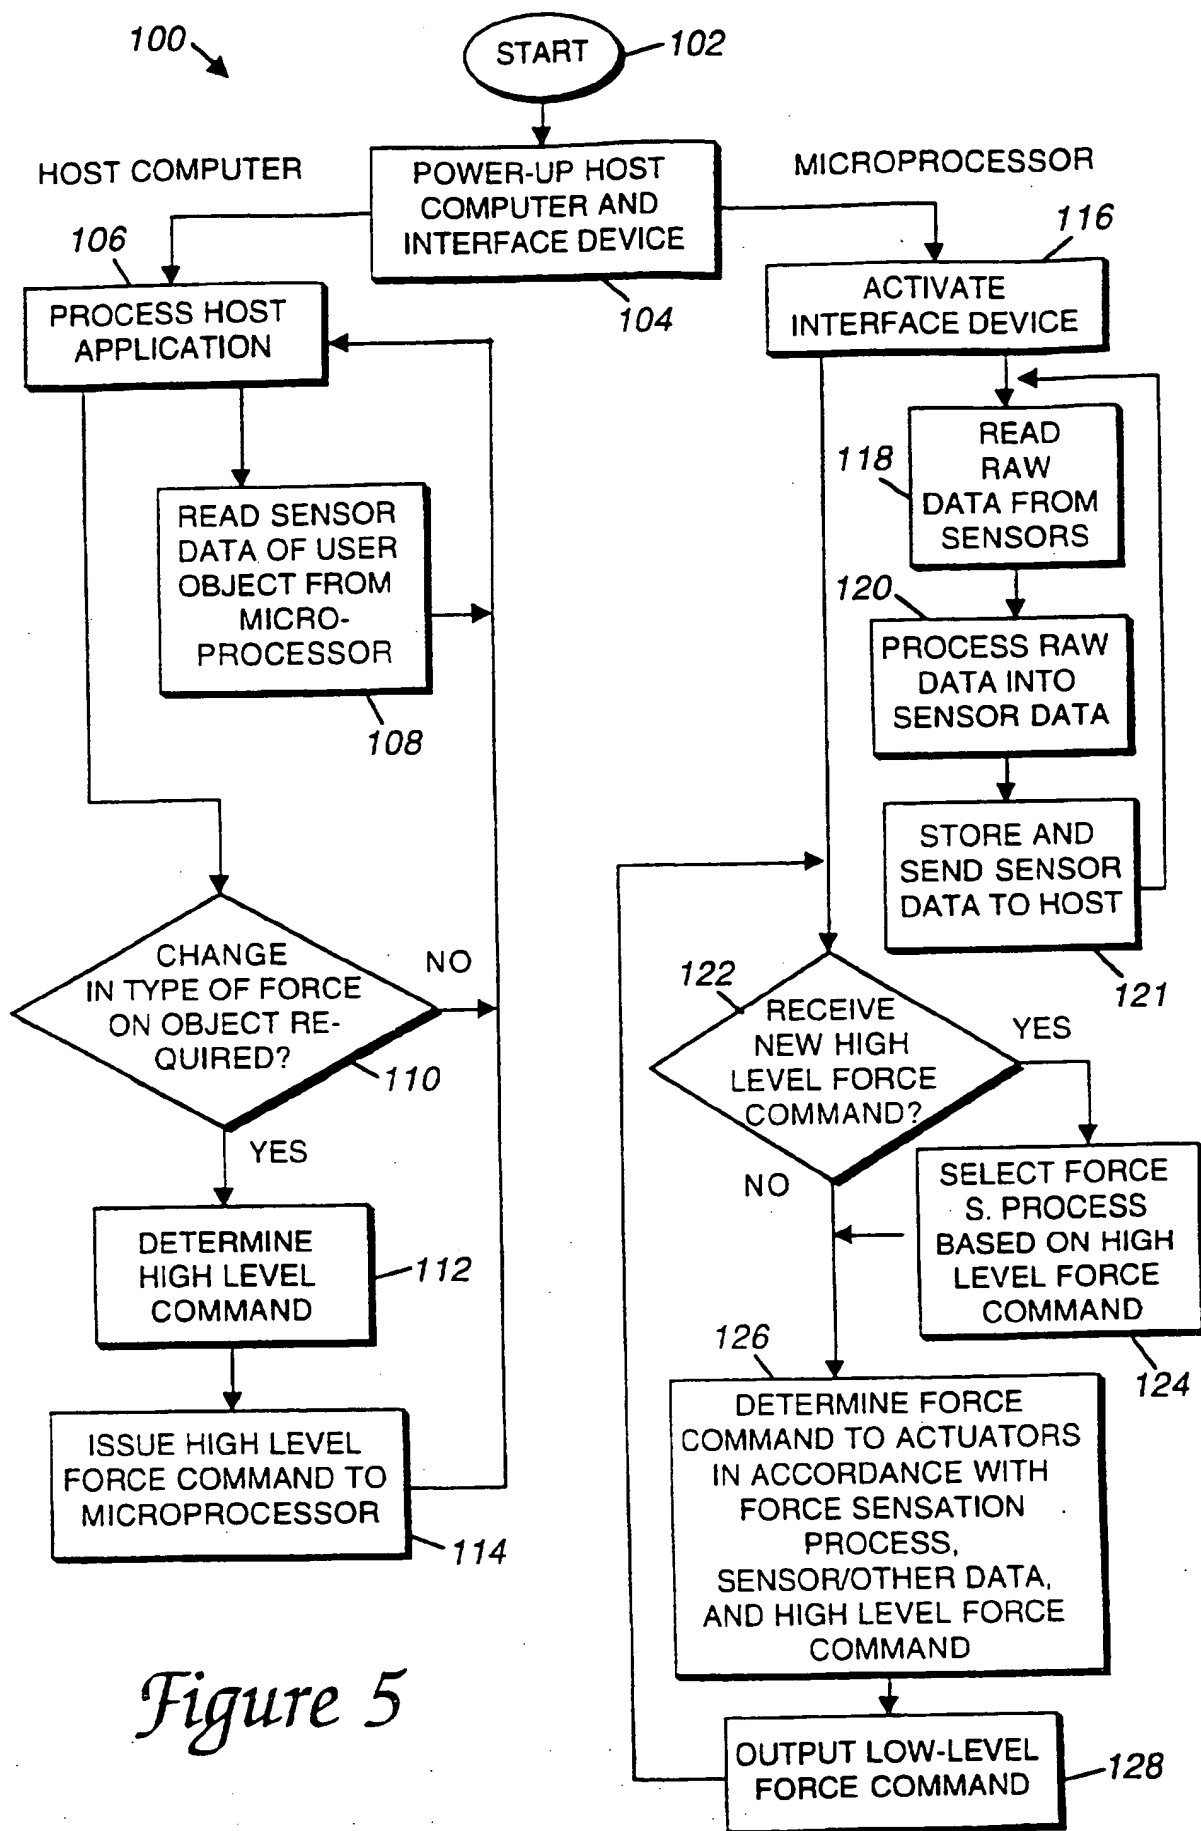 100
START
102
HOST COMPUTER
POWER-UP HOST
COMPUTER AND
INTERFACE DEVICE
104
MICROPROCESSOR
106
PROCESS HOST
APPLICATION
READ SENSOR
DATA OF USER
OBJECT FROM
MICRO-
PROCESSOR
108
CHANGE
IN TYPE OF FORCE
ON OBJECT RE-
QUIRED?
NO
110
YES
DETERMINE
HIGH LEVEL
COMMAND
112
ISSUE HIGH LEVEL
FORCE COMMAND TO
MICROPROCESSOR
114
116
ACTIVATE
INTERFACE DEVICE
118
READ
RAW
DATA FROM
SENSORS
120
PROCESS RAW
DATA INTO
SENSOR DATA
STORE AND
SEND SENSOR
DATA TO HOST
121
122
RECEIVE
NEW HIGH
LEVEL FORCE
COMMAND?
YES
NO
SELECT FORCE
S. PROCESS
BASED ON HIGH
LEVEL FORCE
COMMAND
124
126
DETERMINE FORCE
COMMAND TO ACTUATORS
IN ACCORDANCE WITH
FORCE SENSATION
PROCESS,
SENSOR/OTHER DATA,
AND HIGH LEVEL FORCE
COMMAND
OUTPUT LOW-LEVEL
FORCE COMMAND
128
Figure 5